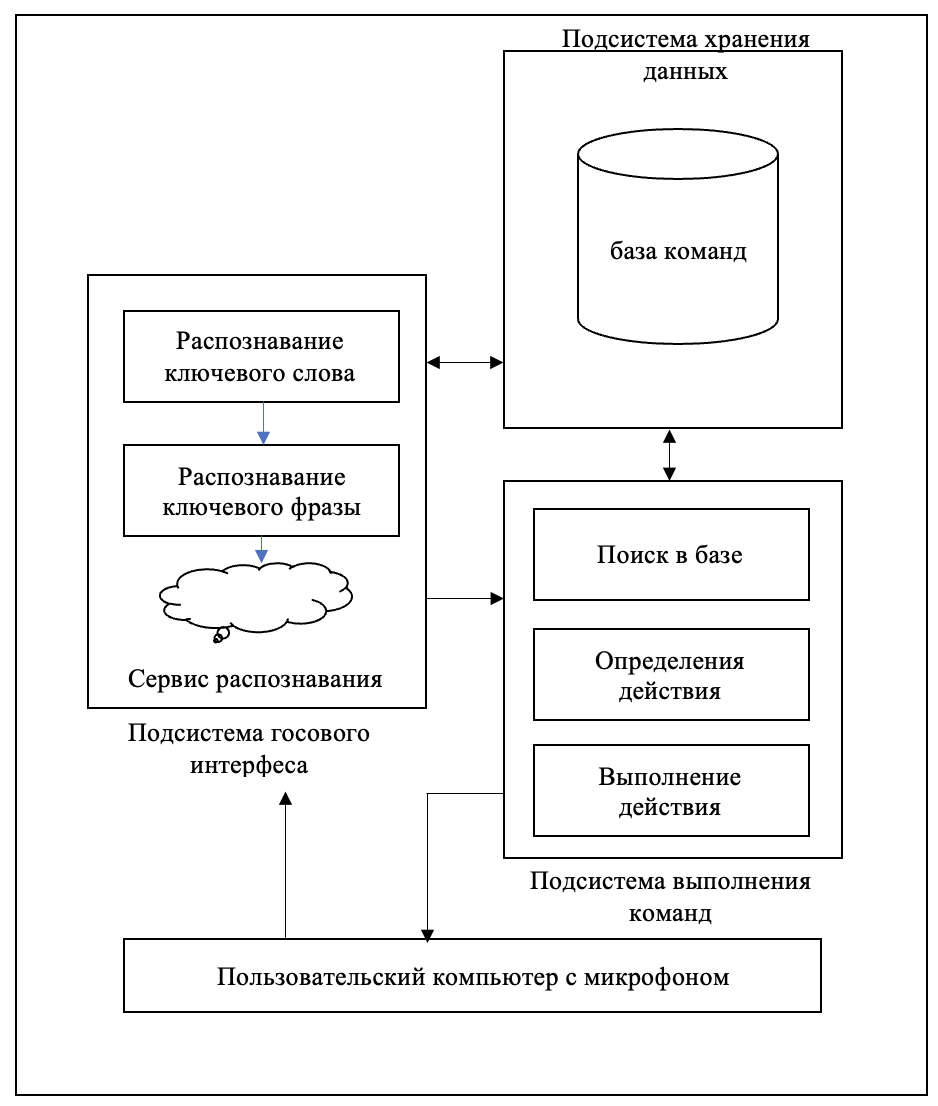 Подсистема хранения
данных
база команд
Распознавание
ключевого слова
Распознавание
ключевого фразы
Сервис распознавания
Подсистема госового
интерфеса
Поиск в базе
Определения
действия
Выполнение
действия
Подсистема выполнения
команд
Пользовательский компьютер с микрофоном